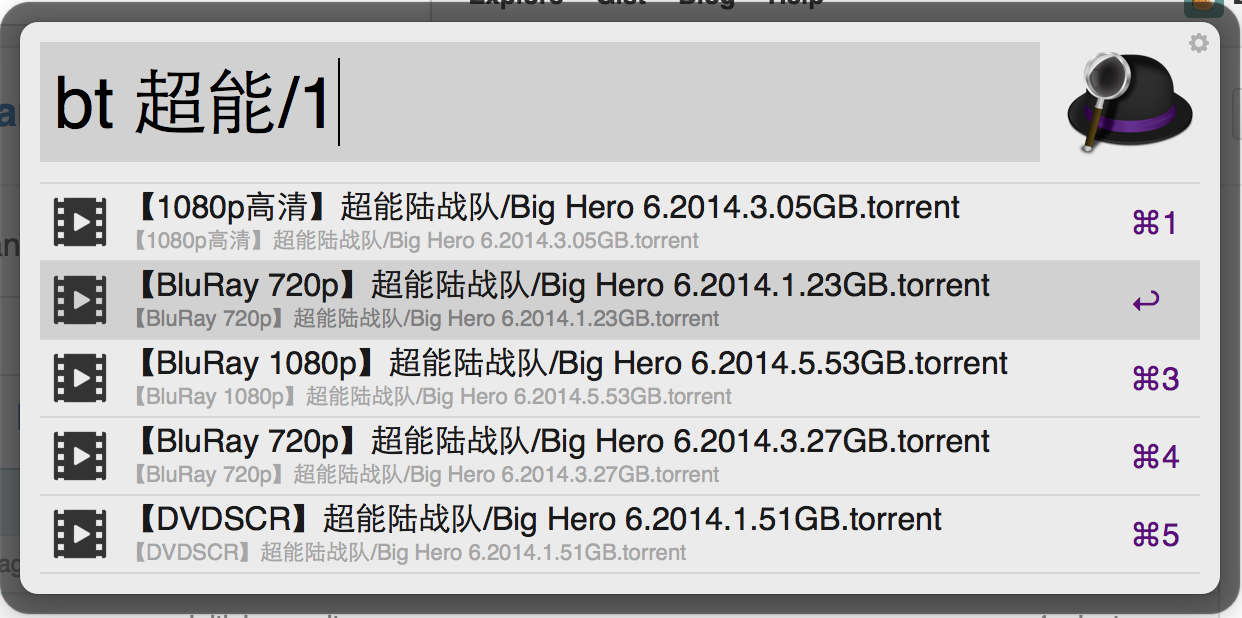 Explore Gist Blog Help
bt 超能/1
【1080p高清】超能陆战队/Big Hero 6.2014.3.05GB.torrent
⌘1
【1080p高清】超能陆战队/Big Hero 6.2014.3.05GB.torrent
【BluRay 720p】超能陆战队/Big Hero 6.2014.1.23GB.torrent
↩
【BluRay 720p】超能陆战队/Big Hero 6.2014.1.23GB.torrent
【BluRay 1080p】超能陆战队/Big Hero 6.2014.5.53GB.torrent
⌘3
【BluRay 1080p】超能陆战队/Big Hero 6.2014.5.53GB.torrent
【BluRay 720p】超能陆战队/Big Hero 6.2014.3.27GB.torrent
⌘4
【BluRay 720p】超能陆战队/Big Hero 6.2014.3.27GB.torrent
【DVDSCR】超能陆战队/Big Hero 6.2014.1.51GB.torrent
⌘5
【DVDSCR】超能陆战队/Big Hero 6.2014.1.51GB.torrent